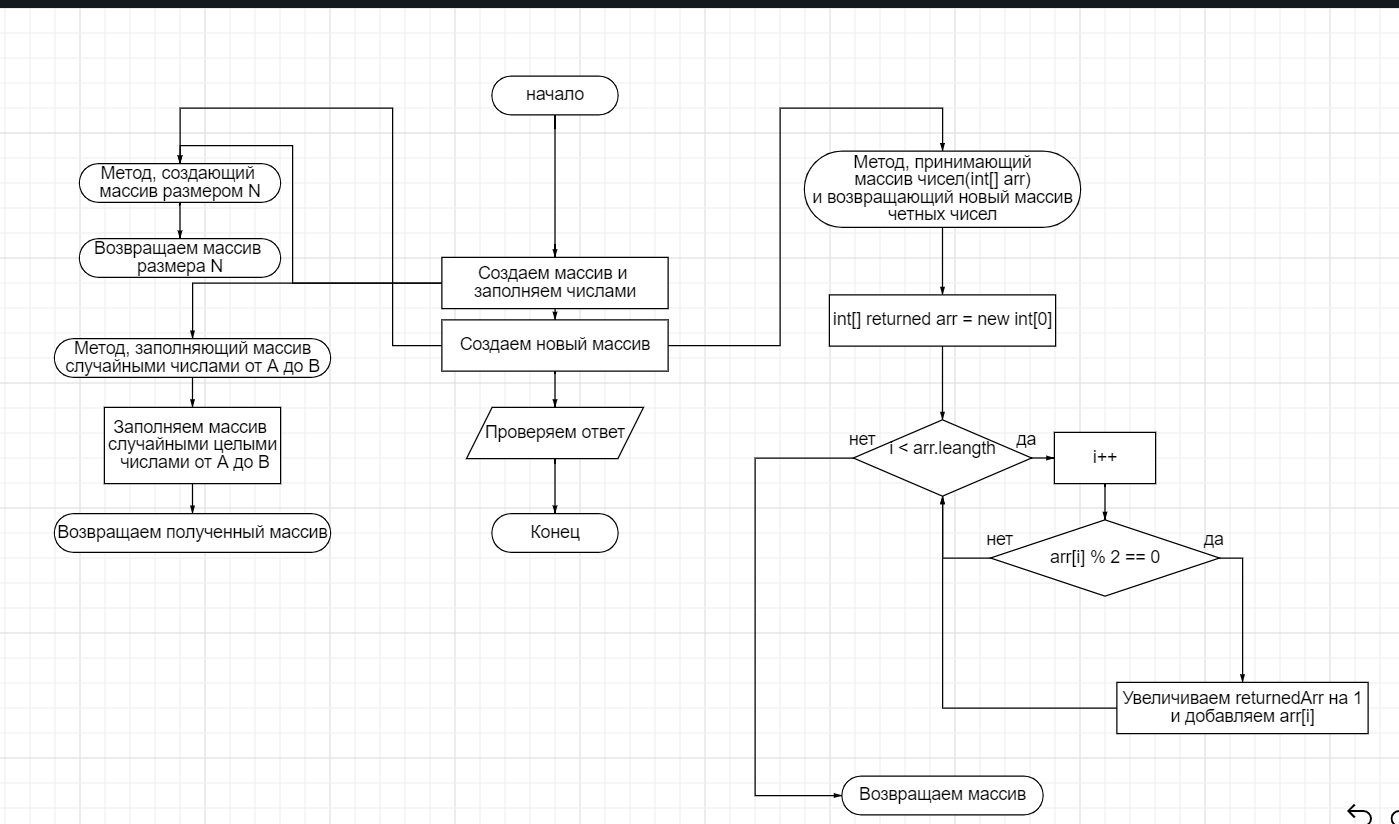 начало
Метод, создающий
массив размером N
Возвращаем массив
размера N
Метод, заполняющий массив
случайными числами от А до В
Заполняем массив
случайными целыми
числами от А до В
Возвращаем полученный массив
Создаем массив и
заполняем числами
Создаем новый массив
Проверяем ответ
Конец
Метод, принимающий
массив чисел(int[] arr)
и возвращающий новый массив
четных чисел
int[] returned arr = new int[0]
нет
i < arr.leangth
да
i++
нет
arr[i] % 2 == 0
да
Увеличиваем returnedArr на 1
и добавляем arr[i]
Возвращаем массив